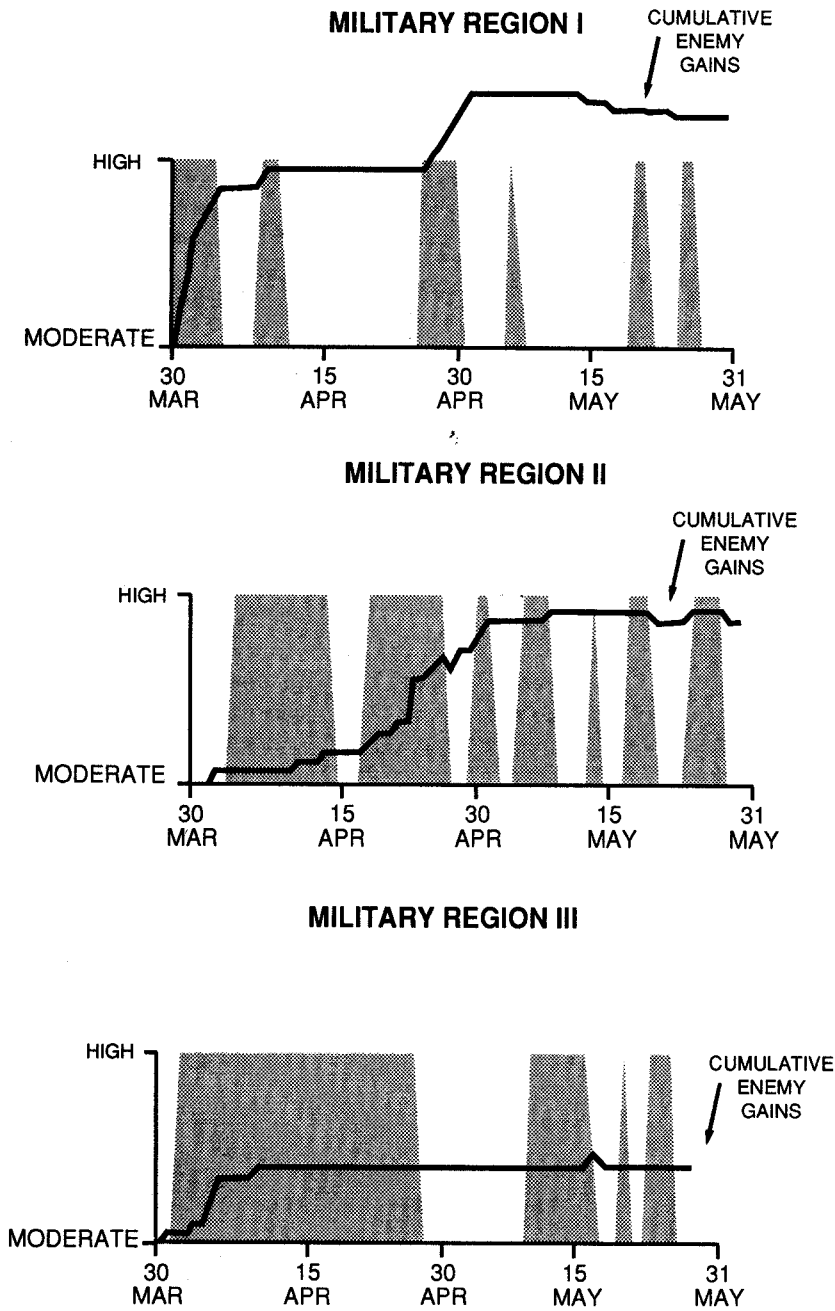 MILITARY REGION I
CUMULATIVE
ENEMY
GAINS
HIGH
MODERATE
30
MAR
15
APR
30
APR
15
MAY
31
MAY
MILITARY REGION II
CUMULATIVE
ENEMY
GAINS
HIGH
MODERATE
30
MAR
15
APR
30
APR
15
MAY
31
MAY
MILITARY REGION III
HIGH
CUMULATIVE
ENEMY
GAINS
MODERATE
30
MAR
15
APR
30
APR
15
MAY
31
MAY